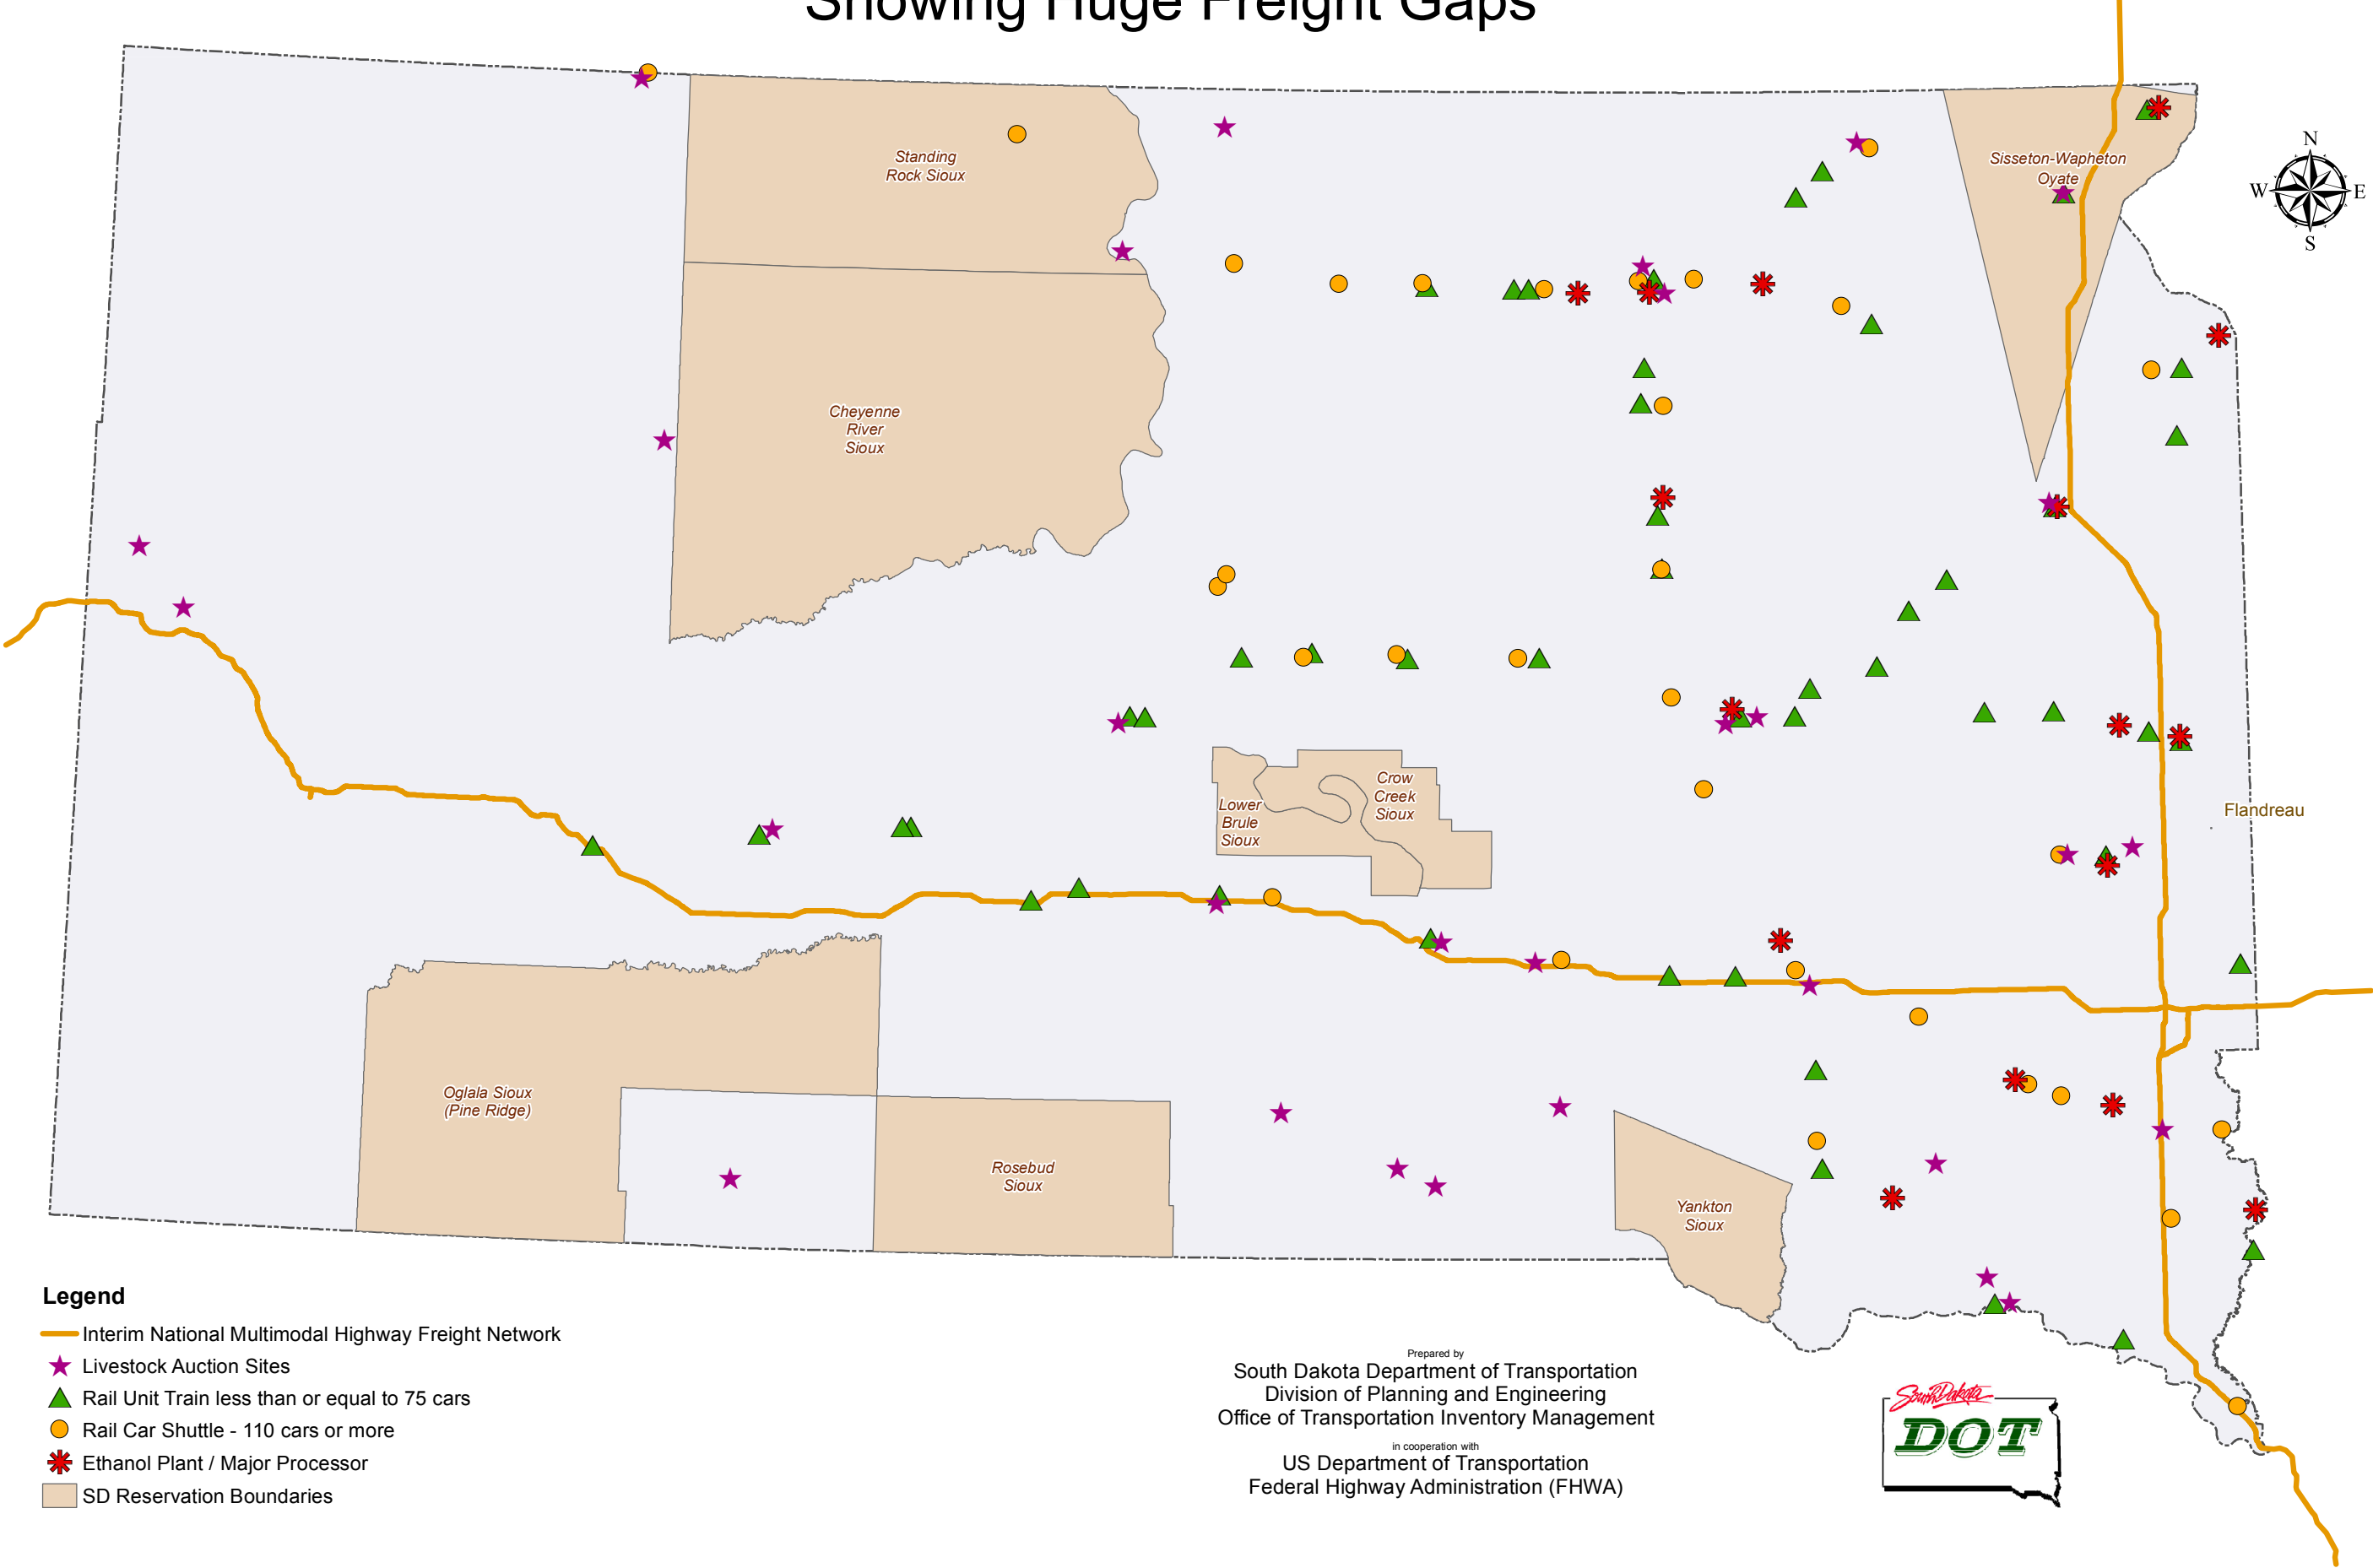 Showing Huge Freight Gaps
N
W
E
S
Standing
Rock Sioux
Sisseton-Wapheton
Oyate
Cheyenne
River
Sioux
Crow
Creek
Sioux
Lower
Brule
Sioux
Flandreau
Oglala Sioux
(Pine Ridge)
Rosebud
Sioux
Yankton
Sioux
Legend
Interim National Multimodal Highway Freight Network
Livestock Auction Sites
Rail Unit Train less than or equal to 75 cars
Rail Car Shuttle - 110 cars or more
Ethanol Plant / Major Processor
SD Reservation Boundaries
Prepared by
South Dakota Department of Transportation
Division of Planning and Engineering
Office of Transportation Inventory Management
in cooperation with
US Department of Transportation
Federal Highway Administration (FHWA)
South Dakota
DOT